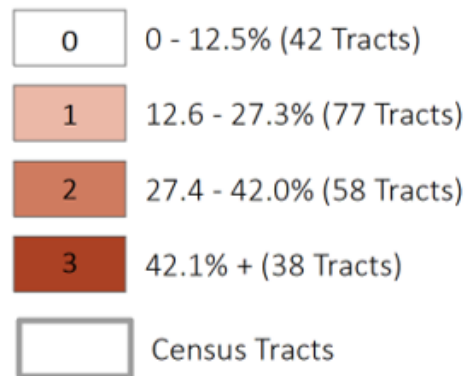 0 0 - 12.5% (42 Tracts)
1 12.6 - 27.3% (77 Tracts)
2 27.4 - 42.0% (58 Tracts)
3 42.1% + (38 Tracts)
Census Tracts